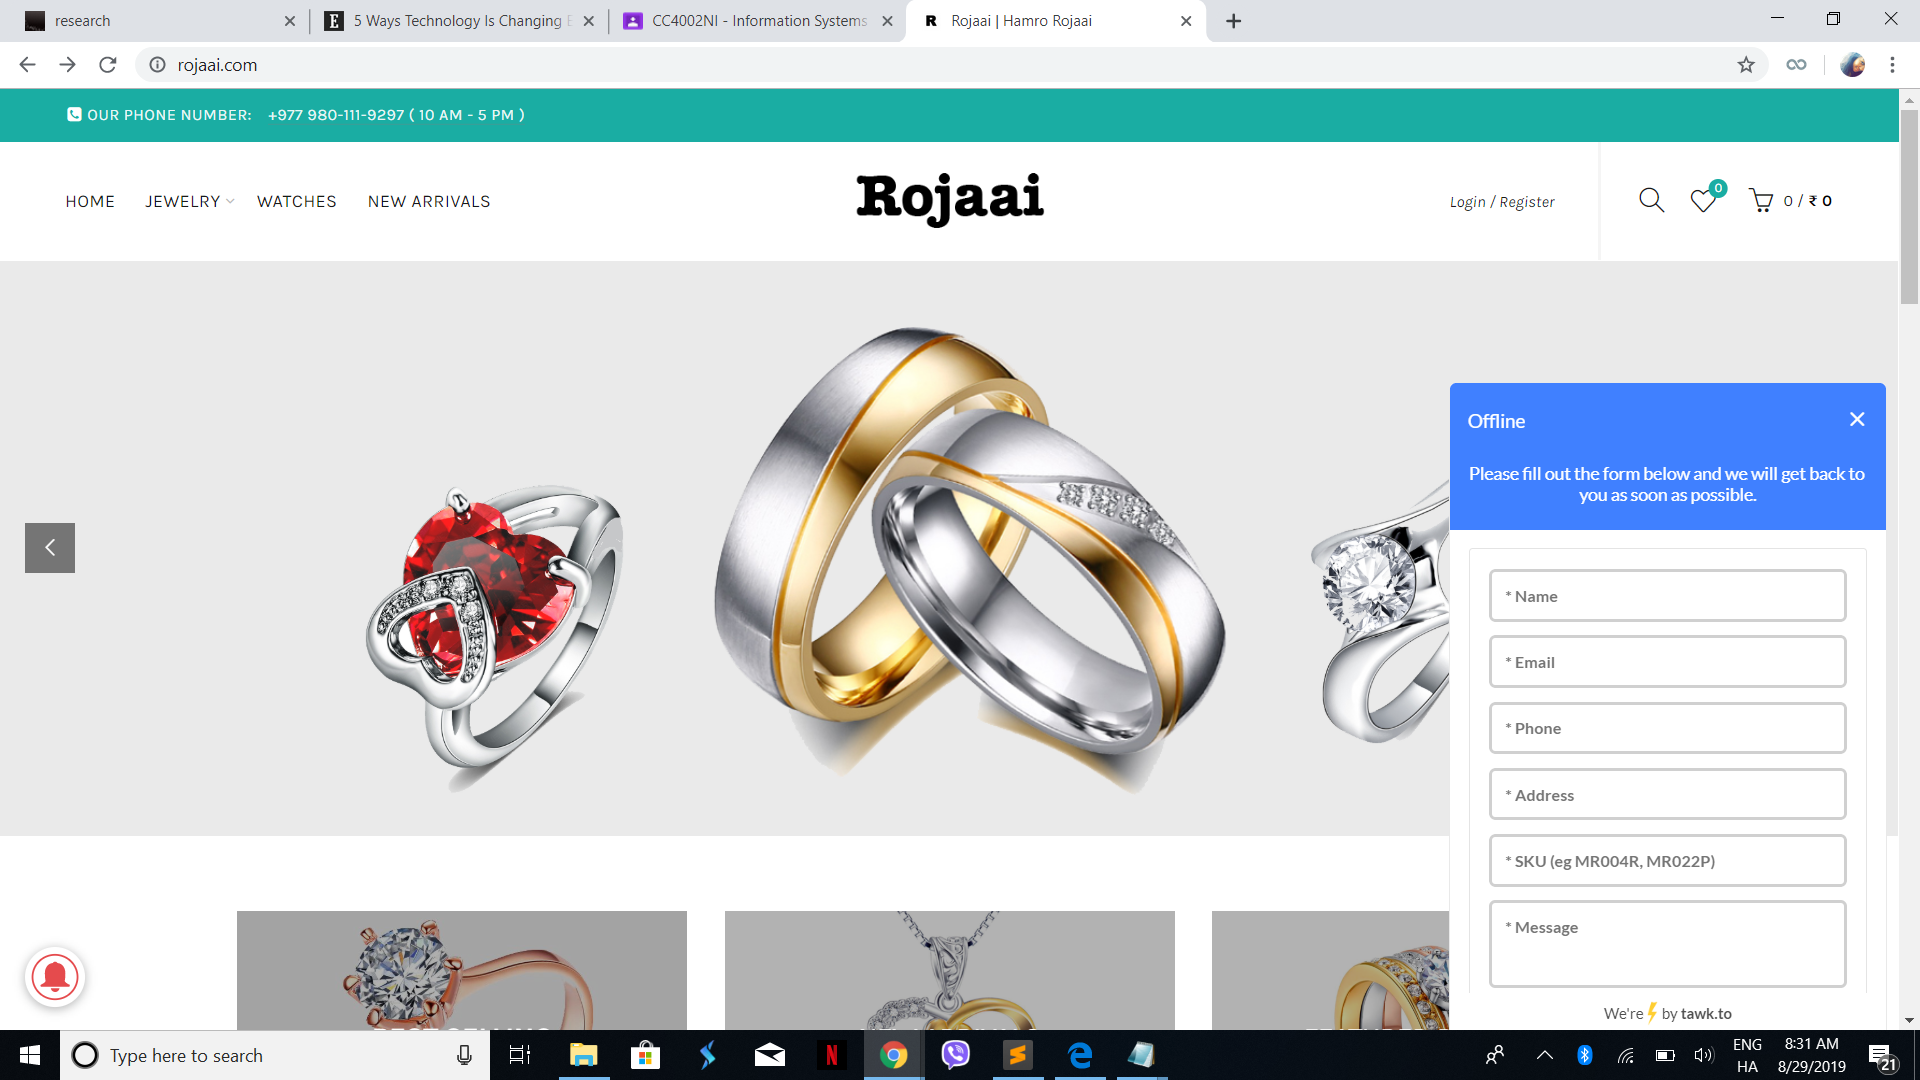 research
5 Ways Technology Is Changing
CC4002NI - Information Systems
R Rojaai | Hamro Rojaai
rojaai.com
OUR PHONE NUMBER: +977 980-111-9297 ( 10 AM - 5 PM )
HOME JEWELRY WATCHES NEW ARRIVALS
Rojaai
Login / Register
0
0 / ₹ 0
Offline
Please fill out the form below and we will get back to
you as soon as possible.
* Name
* Email
* Phone
* Address
* SKU (eg MR004R, MR022P)
* Message
We're by tawk.to
Type here to search
ENG
HA
8:31 AM
8/29/2019
21